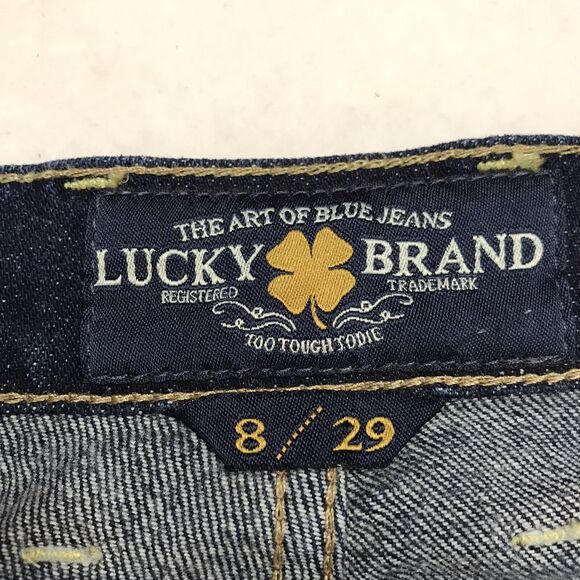 THE ART OF BLUE JEANS
LUCKY BRAND
REGISTERED TRADEMARK
TOO TOUGH TO DIE
8 / 29